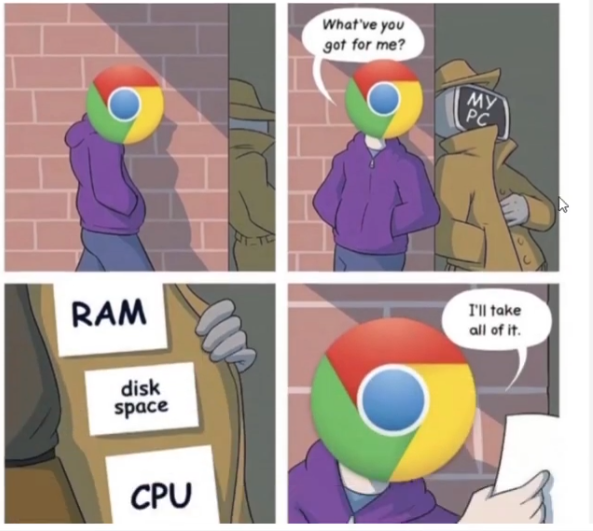 What've you
got for me?
MY
PC
RAM
disk
space
CPU
I'll take
all of it.